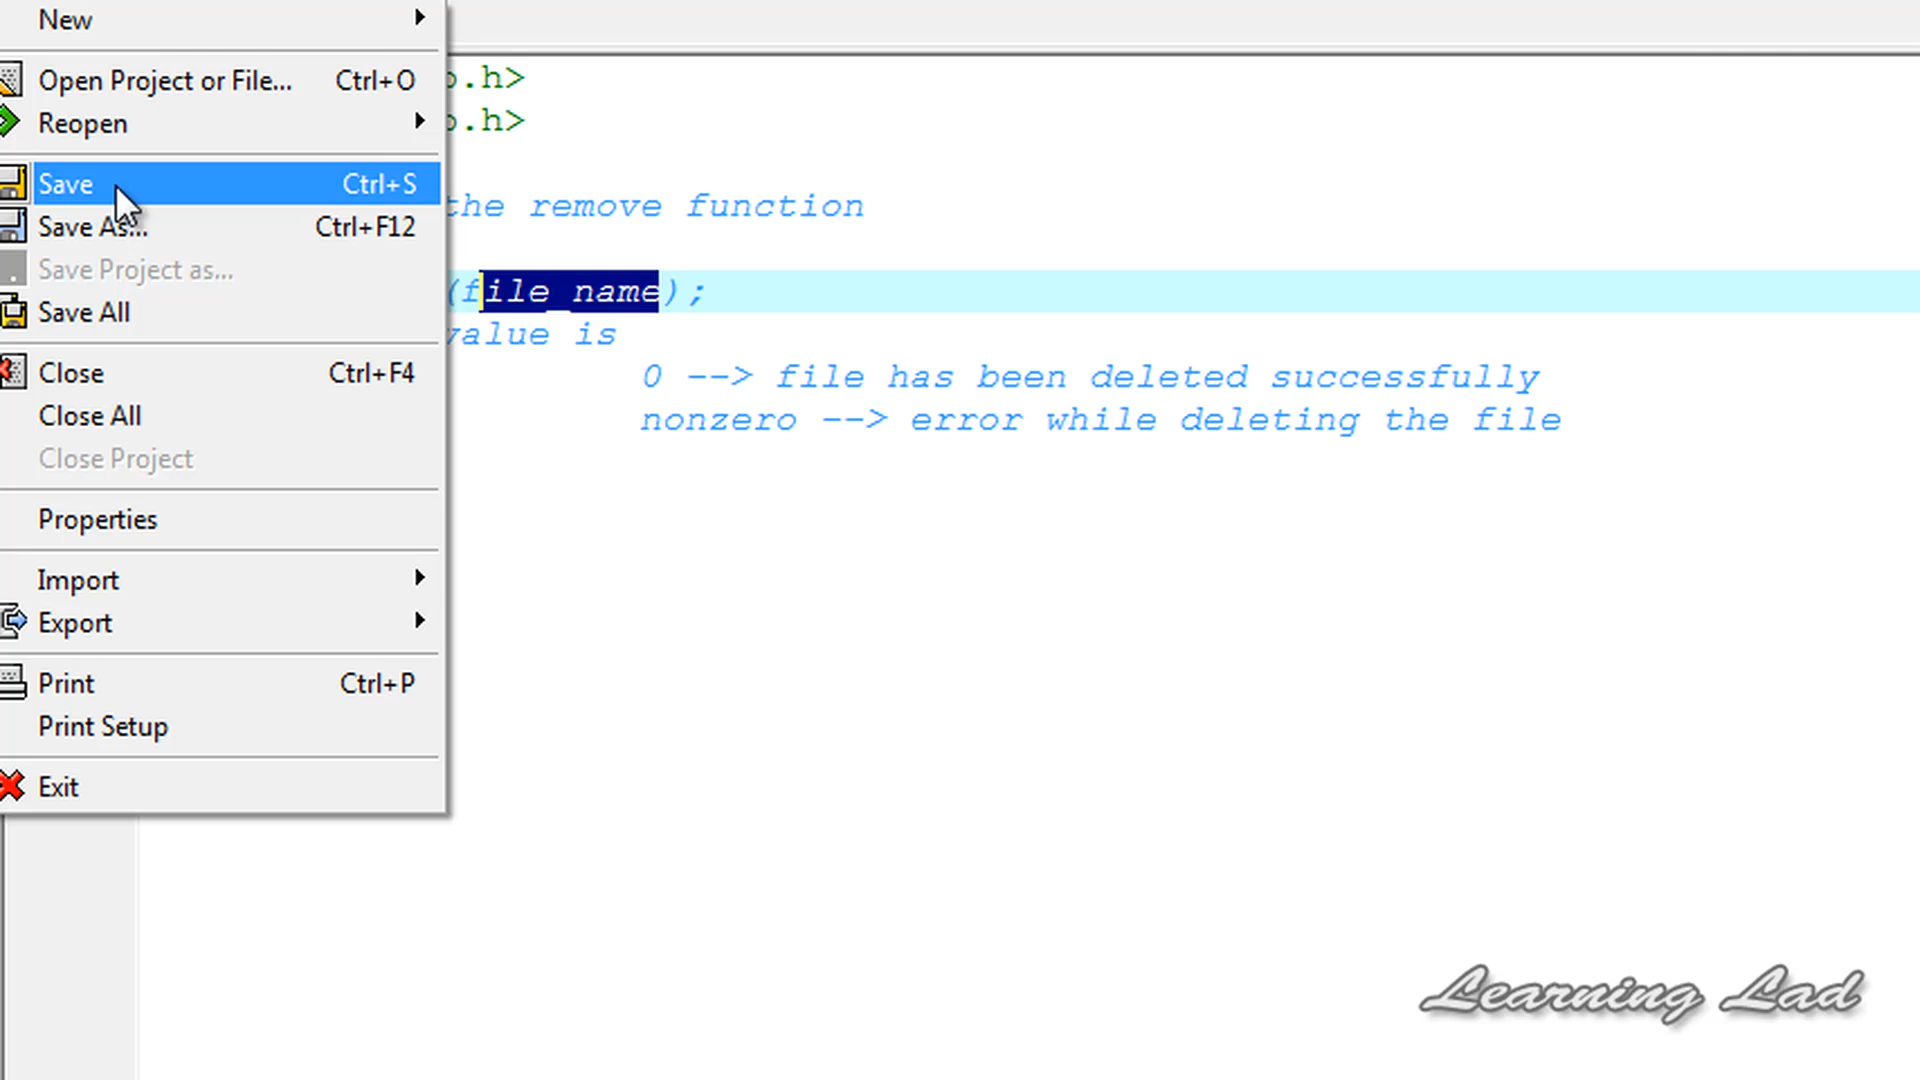 New
Open Project or File... Ctrl+O
Reopen
Save Ctrl+S
Save As... Ctrl+F12
Save Project as...
Save All
Close Ctrl+F4
Close All
Close Project
Properties
Import
Export
Print Ctrl+P
Print Setup
Exit
.h>
.h>
the remove function
(file_name);
value is
0 --> file has been deleted successfully
nonzero --> error while deleting the file
Learning Lad